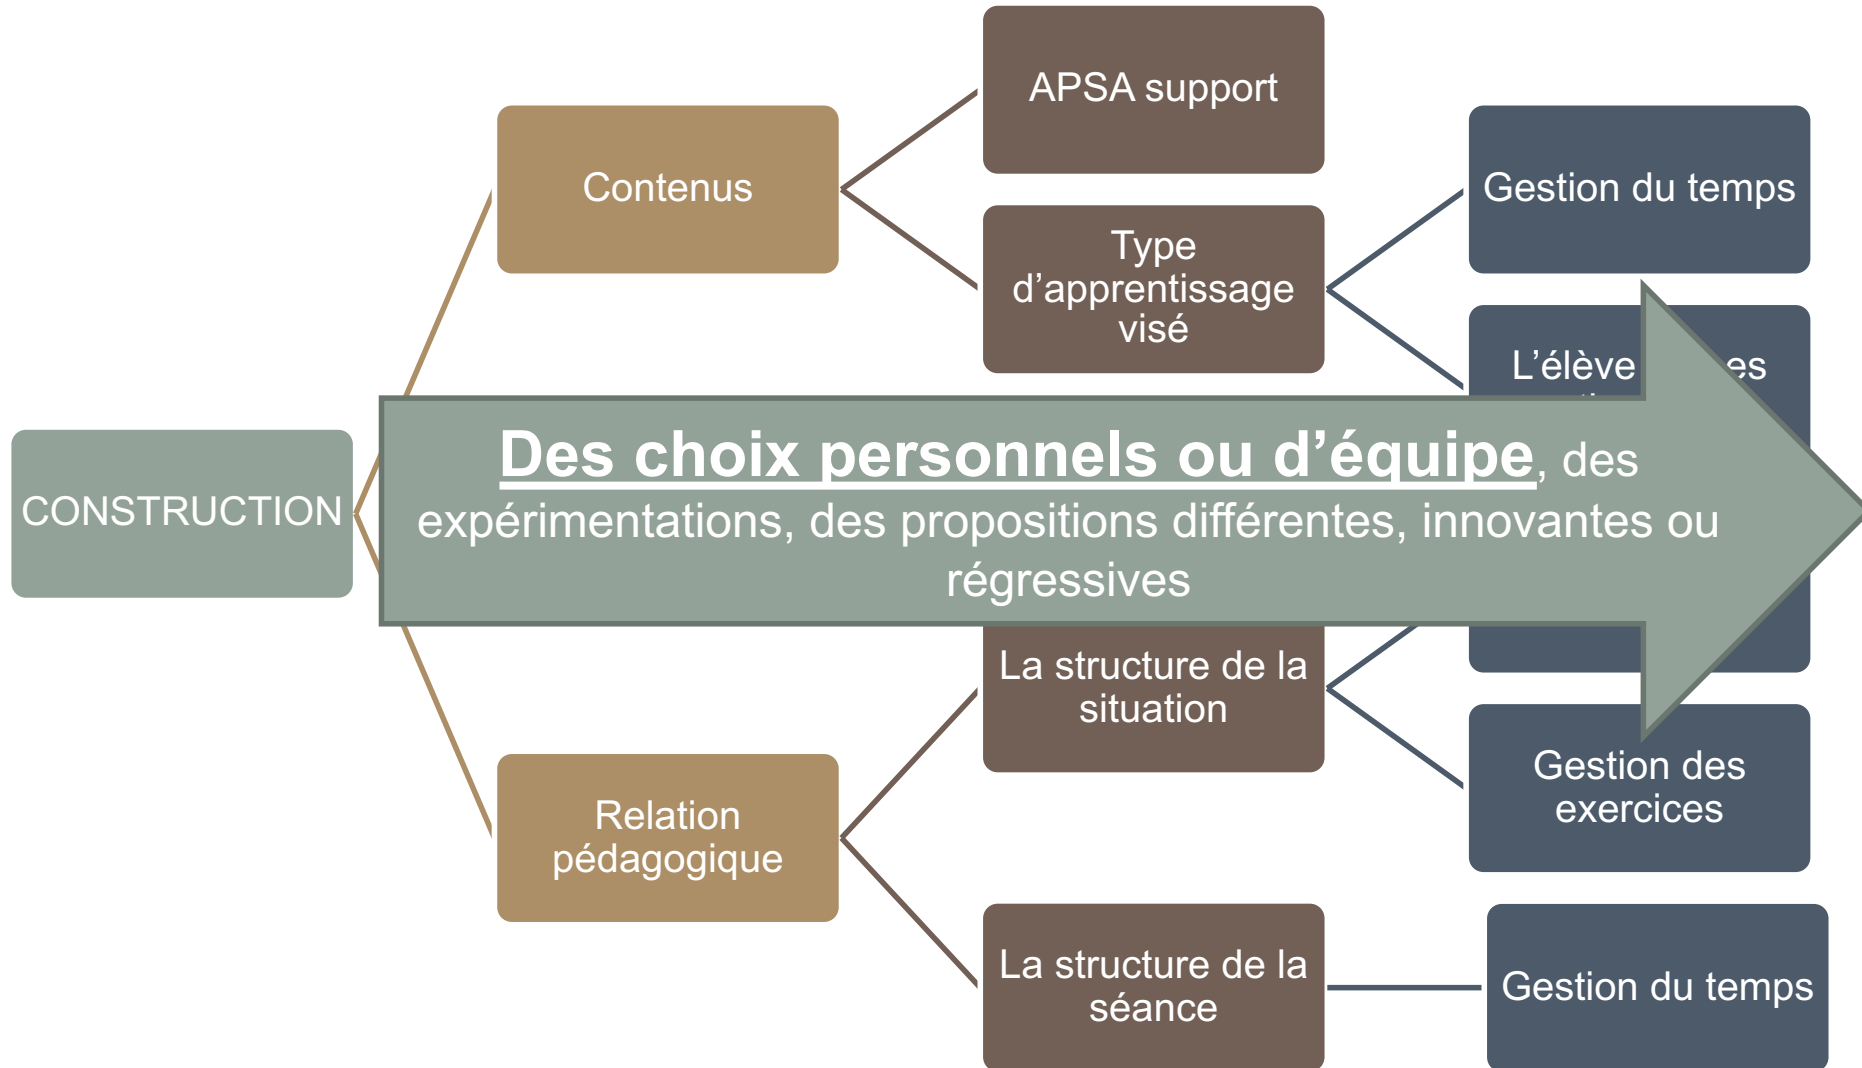 CONSTRUCTION
Contenus
Relation
pédagogique
APSA support
Type
d’apprentissage
visé
La structure de la
situation
La structure de la
séance
Gestion du temps
L’élève
Gestion des
exercices
Gestion du temps
Des choix personnels ou d’équipe, des
expérimentations, des propositions différentes, innovantes ou
régressives